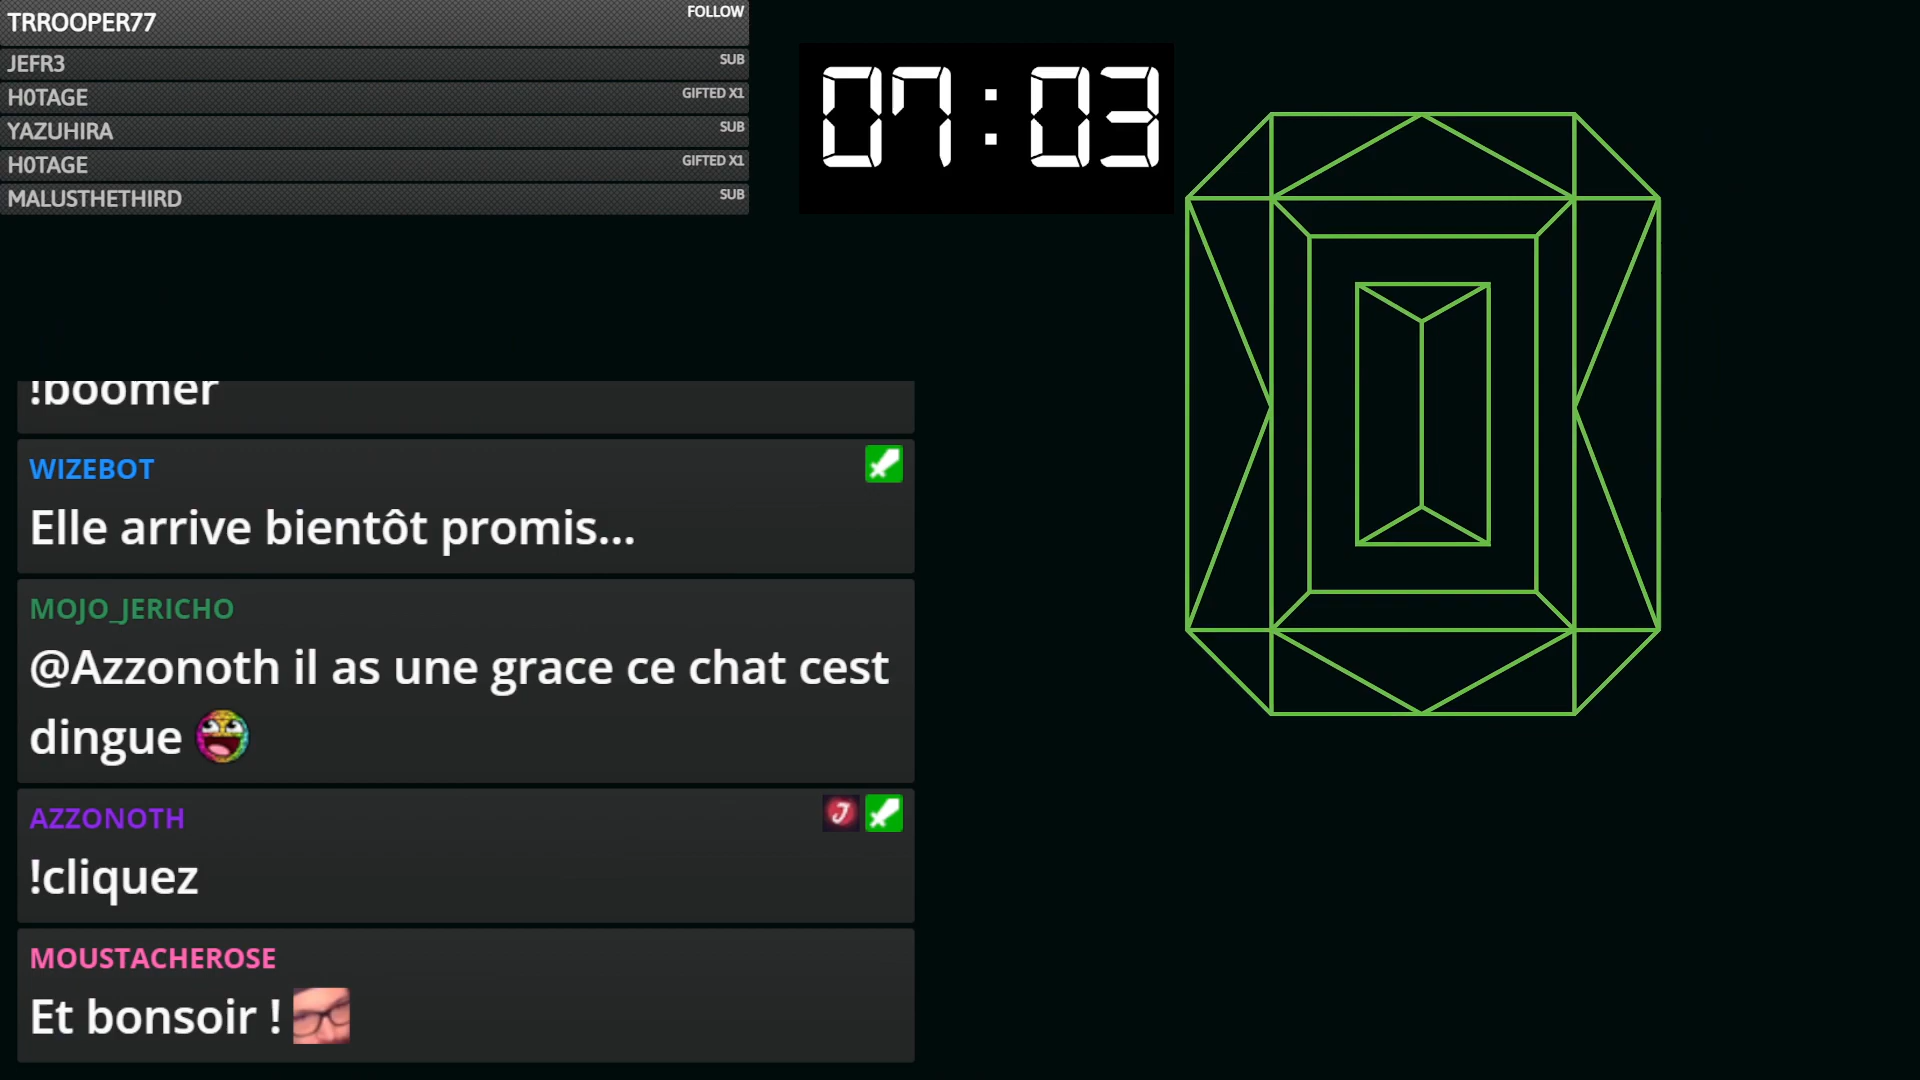 TRROOPER77 FOLLOW
JEFR3 SUB
H0TAGE GIFTED X1
YAZUHIRA SUB
H0TAGE GIFTED X1
MALUSTHETHIRD SUB
07:03
!boomer
WIZEBOT
Elle arrive bientôt promis...
MOJO_JERICHO
@Azzonoth il as une grace ce chat cest
dingue
AZZONOTH
!cliquez
MOUSTACHEROSE
Et bonsoir !